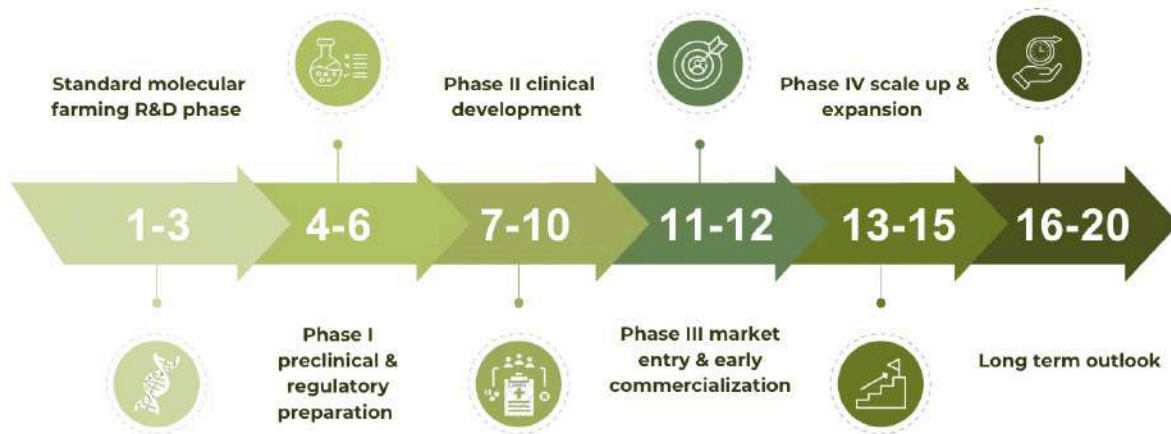 Standard molecular
farming R&D phase
Phase II clinical
development
Phase IV scale up &
expansion
1-3
4-6
7-10
11-12
13-15
16-20
Phase I
preclinical &
regulatory
preparation
Phase III market
entry & early
commercialization
Long term outlook